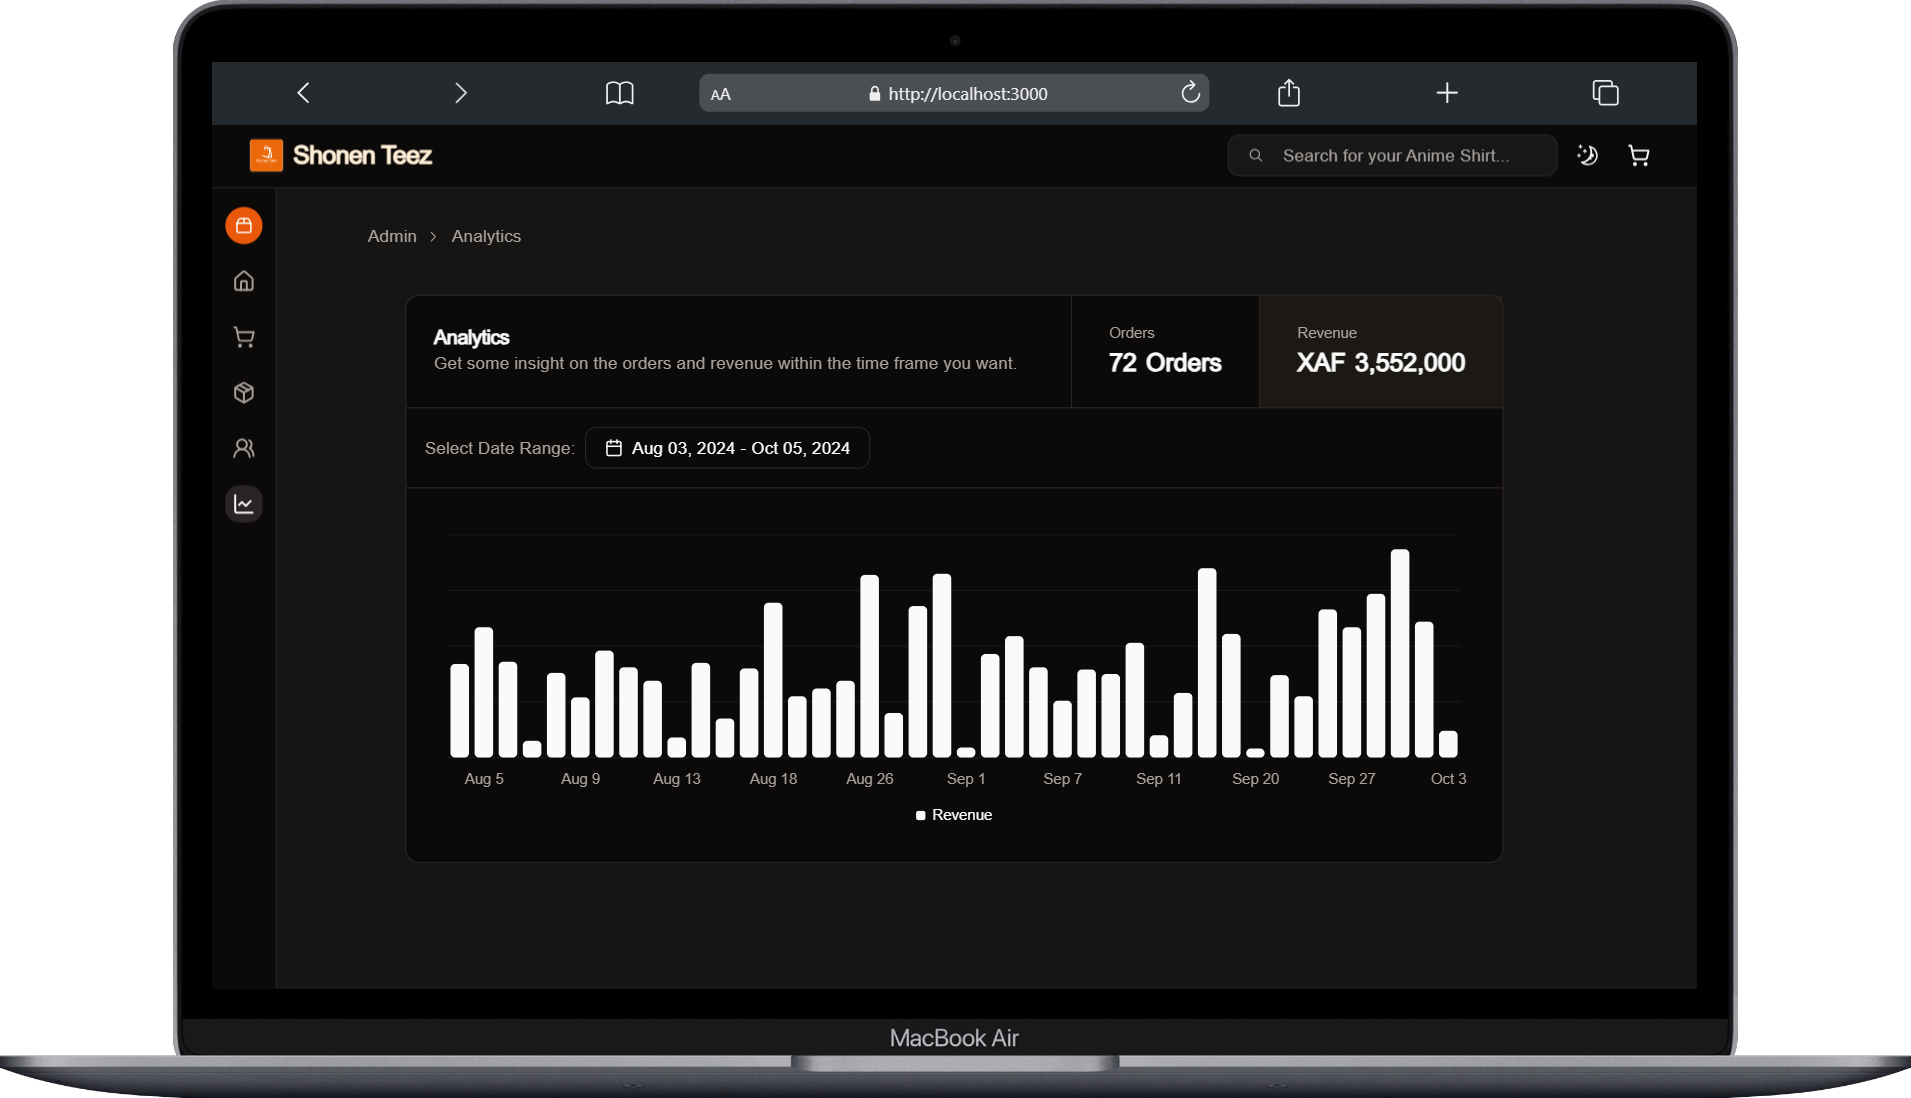 AA
http://localhost:3000
Shonen Teez
Search for your Anime Shirt...
Admin > Analytics
Analytics
Get some insight on the orders and revenue within the time frame you want.
Orders
72 Orders
Revenue
XAF 3,552,000
Select Date Range:
Aug 03, 2024 - Oct 05, 2024
Aug 5 Aug 9 Aug 13 Aug 18 Aug 26 Sep 1 Sep 7 Sep 11 Sep 20 Sep 27 Oct 3
Revenue
MacBook Air